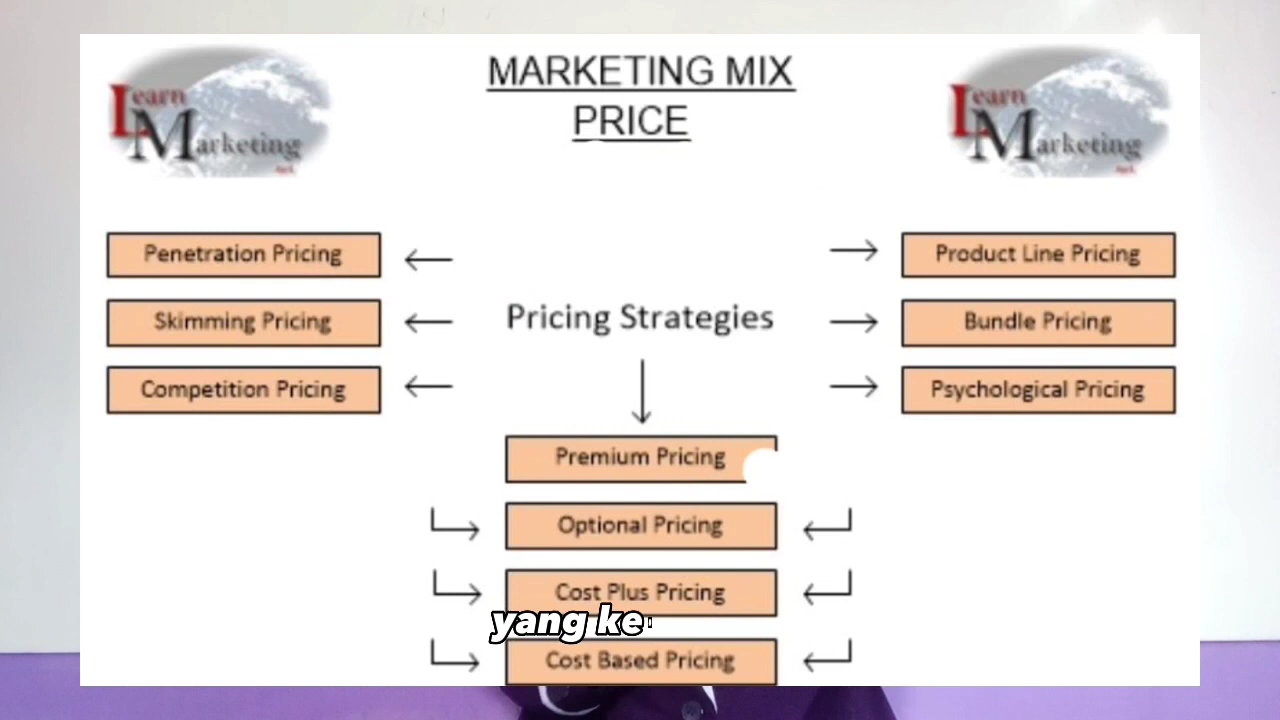 Learn
Marketing
MARKETING MIX
PRICE
Learn
Marketing
Penetration Pricing
Product Line Pricing
Skimming Pricing
Pricing Strategies
Bundle Pricing
Competition Pricing
Psychological Pricing
Premium Pricing
Optional Pricing
Cost Plus Pricing
yang ke
Cost Based Pricing